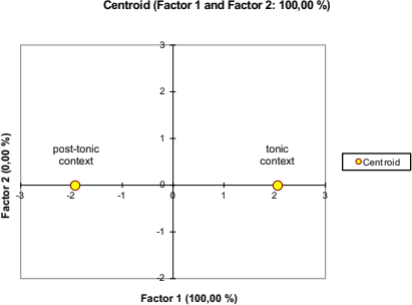 Centroid (Factor 1 and Factor 2: 100,00 %)
3
2
1
post-tonic context
tonic context
Centroid
-3
-2
-1
0
1
2
3
-1
-2
Factor 2 (0,00 %)
Factor 1 (100,00 %)